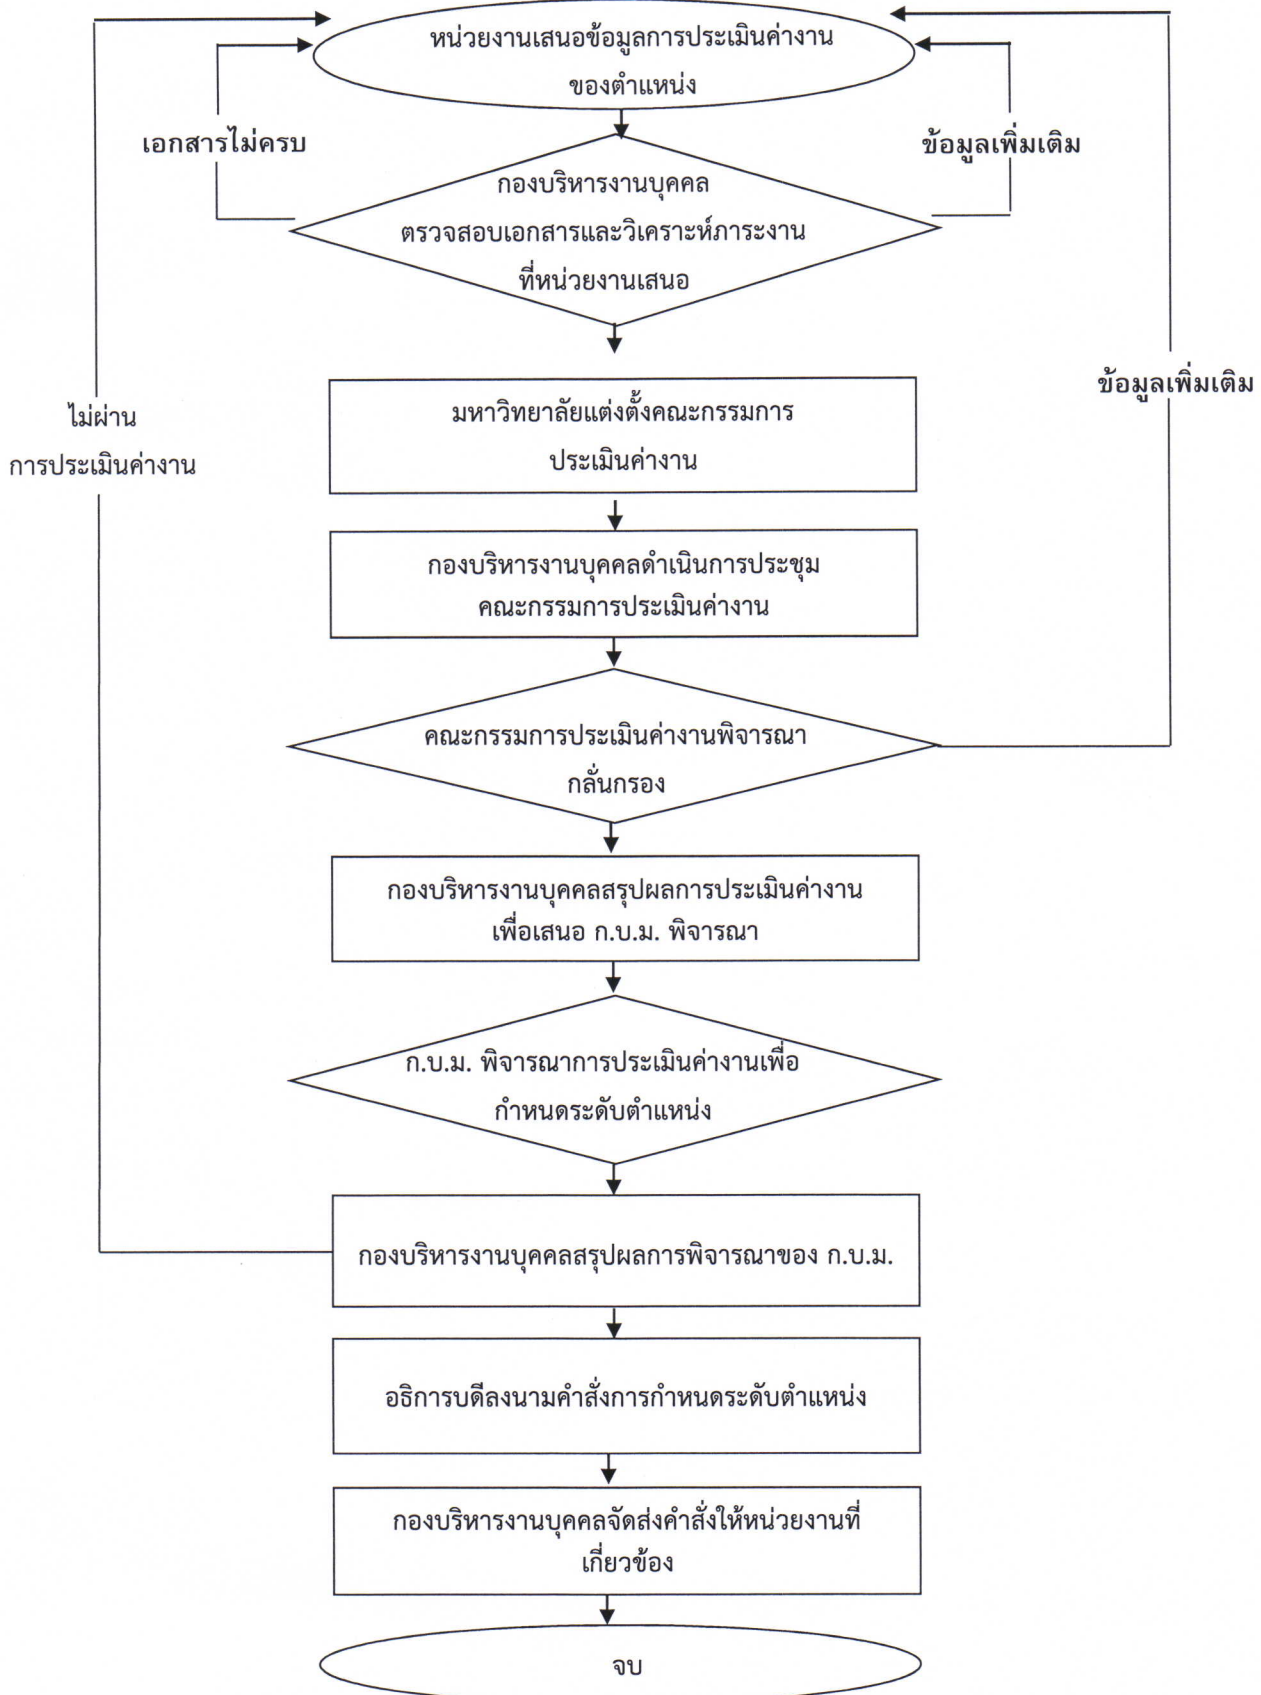 หน่วยงานเสนอข้อมูลการประเมินค่างาน
ของตำแหน่ง
เอกสารไม่ครบ
ข้อมูลเพิ่มเติม
กองบริหารงานบุคคล
ตรวจสอบเอกสารและวิเคราะห์ภาระงาน
ที่หน่วยงานเสนอ
ข้อมูลเพิ่มเติม
ไม่ผ่าน
การประเมินค่างาน
มหาวิทยาลัยแต่งตั้งคณะกรรมการ
ประเมินค่างาน
กองบริหารงานบุคคลดำเนินการประชุม
คณะกรรมการประเมินค่างาน
คณะกรรมการประเมินค่างานพิจารณา
กลั่นกรอง
กองบริหารงานบุคคลสรุปผลการประเมินค่างาน
เพื่อเสนอ ก.บ.ม. พิจารณา
ก.บ.ม. พิจารณาการประเมินค่างานเพื่อ
กำหนดระดับตำแหน่ง
กองบริหารงานบุคคลสรุปผลการพิจารณาของ ก.บ.ม.
อธิการบดีลงนามคำสั่งการกำหนดระดับตำแหน่ง
กองบริหารงานบุคคลจัดส่งคำสั่งให้หน่วยงานที่
เกี่ยวข้อง
จบ